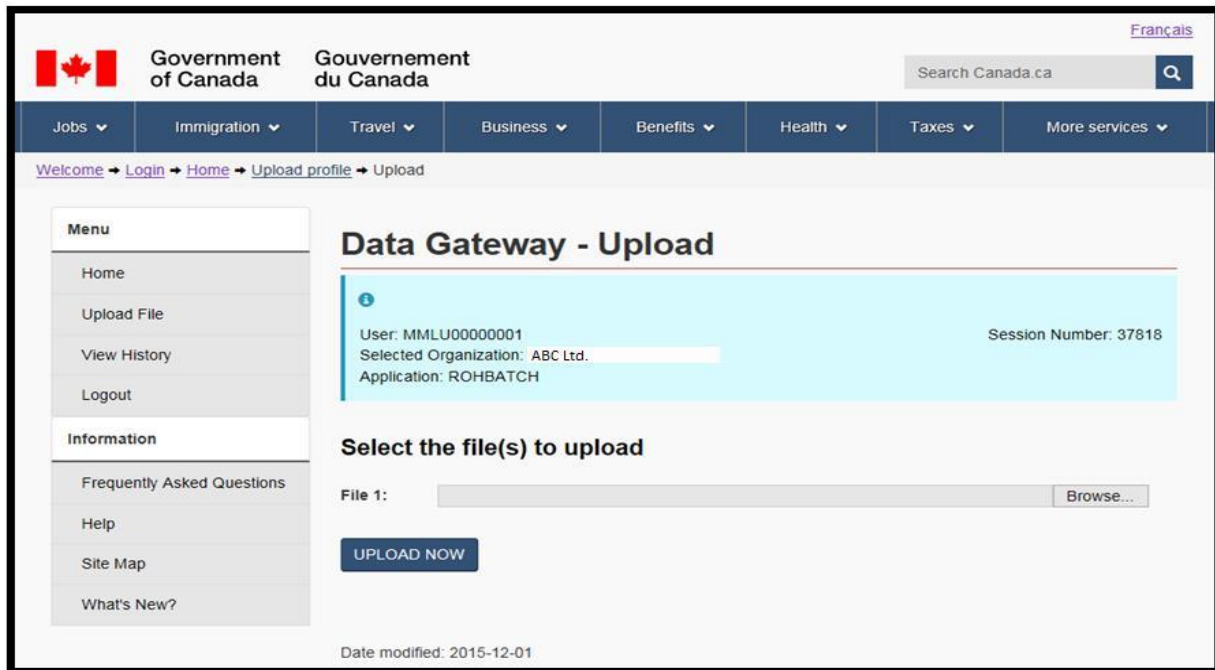 Français
Government of Canada
Gouvernement du Canada
Search Canada.ca
Jobs Immigration Travel Business Benefits Health Taxes More services
Welcome → Login → Home → Upload profile → Upload
Menu
Home
Upload File
View History
Logout
Information
Frequently Asked Questions
Help
Site Map
What's New?
Data Gateway - Upload
User: MMLU00000001
Session Number: 37818
Selected Organization: ABC Ltd.
Application: ROHBATCH
Select the file(s) to upload
File 1: Browse...
UPLOAD NOW
Date modified: 2015-12-01